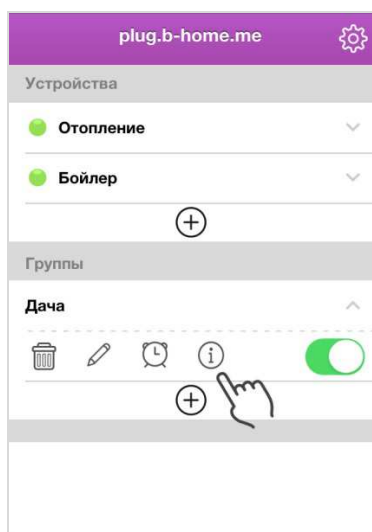 plug.b-home.me
Устройства
Отопление
Бойлер
Группы
Дача